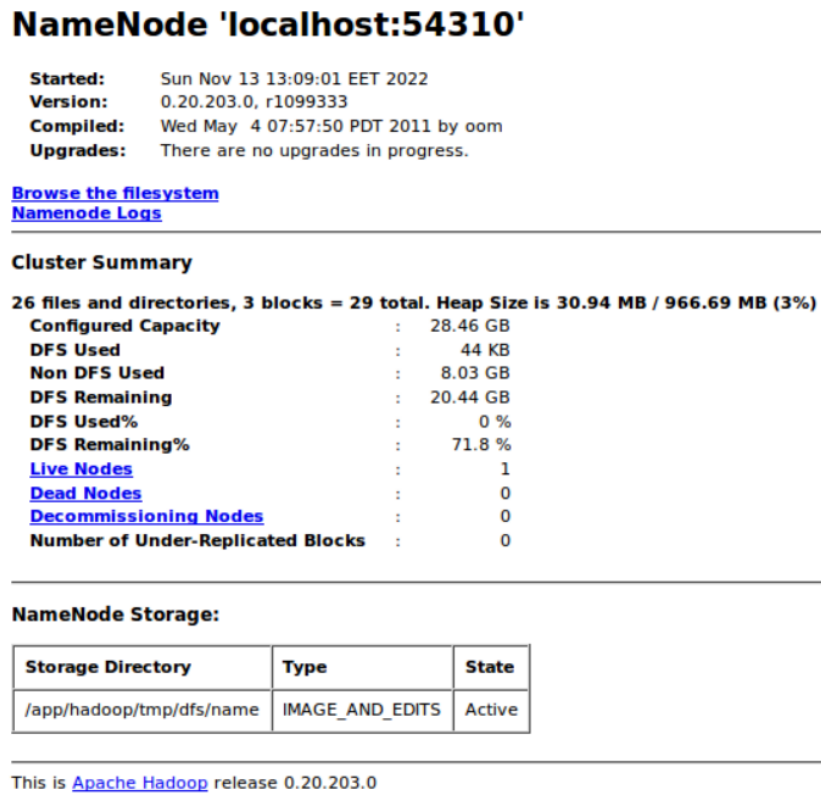 NameNode 'localhost:54310'
Started: Sun Nov 13 13:09:01 EET 2022
Version: 0.20.203.0, r1099333
Compiled: Wed May 4 07:57:50 PDT 2011 by oom
Upgrades: There are no upgrades in progress.
Browse the filesystem
Namenode Logs
Cluster Summary
26 files and directories, 3 blocks = 29 total. Heap Size is 30.94 MB / 966.69 MB (3%)
Configured Capacity : 28.46 GB
DFS Used : 44 KB
Non DFS Used : 8.03 GB
DFS Remaining : 20.44 GB
DFS Used% : 0 %
DFS Remaining% : 71.8 %
Live Nodes : 1
Dead Nodes : 0
Decommissioning Nodes : 0
Number of Under-Replicated Blocks : 0
NameNode Storage:
Storage Directory Type State
/app/hadoop/tmp/dfs/name IMAGE_AND_EDITS Active
This is Apache Hadoop release 0.20.203.0